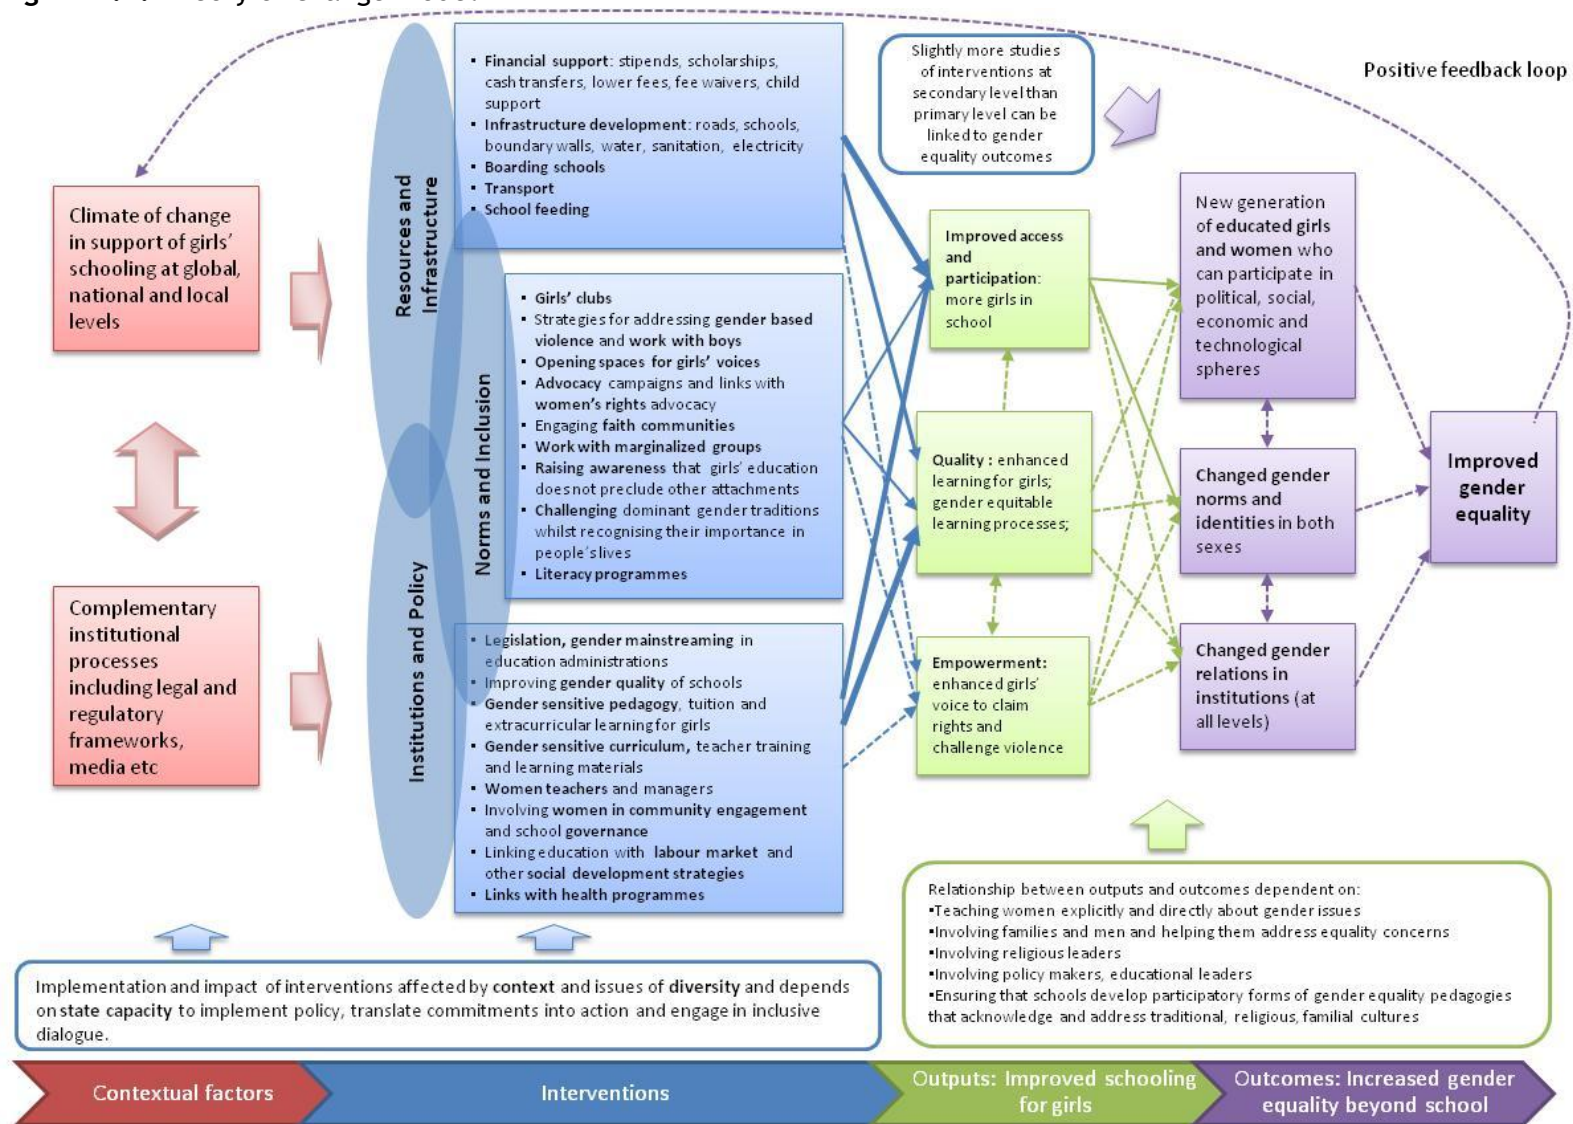 Slightly more studies
of interventions at
secondary level than
primary level can be
linked to gender
equality outcomes
Positive feedback loop
Climate of change
in support of girls’
schooling at global,
national and local
levels
Complementary
institutional
processes
including legal and
regulatory
frameworks,
media etc
Resources and
Infrastructure
Norms and Inclusion
Institutions and Policy
▪ Financial support: stipends, scholarships,
cash transfers, lower fees, fee waivers, child
support
▪ Infrastructure development: roads, schools,
boundary walls, water, sanitation, electricity
▪ Boarding schools
▪ Transport
▪ School feeding
▪ Girls’ clubs
▪ Strategies for addressing gender based
violence and work with boys
▪ Opening spaces for girls’ voices
▪ Advocacy campaigns and links with
women’s rights advocacy
▪ Engaging faith communities
▪ Work with marginalized groups
▪ Raising awareness that girls’ education
does not preclude other attachments
▪ Challenging dominant gender traditions
whilst recognising their importance in
people’s lives
▪ Literacy programmes
▪ Legislation, gender mainstreaming in
education administrations
▪ Improving gender quality of schools
▪ Gender sensitive pedagogy, tuition and
extracurricular learning for girls
▪ Gender sensitive curriculum, teacher training
and learning materials
▪ Women teachers and managers
▪ Involving women in community engagement
and school governance
▪ Linking education with labour market and
other social development strategies
▪ Links with health programmes
Improved access
and
participation:
more girls in
school
Quality : enhanced
learning for girls;
gender equitable
learning processes;
Empowerment:
enhanced girls’
voice to claim
rights and
challenge violence
New generation
of educated girls
and women who
can participate in
political, social,
economic and
technological
spheres
Changed gender
norms and
identities in both
sexes
Changed gender
relations in
institutions (at
all levels)
Improved
gender
equality
Implementation and impact of interventions affected by context and issues of diversity and depends
on state capacity to implement policy, translate commitments into action and engage in inclusive
dialogue.
Relationship between outputs and outcomes dependent on:
▪Teaching women explicitly and directly about gender issues
▪Involving families and men and helping them address equality concerns
▪Involving religious leaders
▪Involving policy makers, educational leaders
▪Ensuring that schools develop participatory forms of gender equality pedagogies
that acknowledge and address traditional, religious, familial cultures
Contextual factors
Interventions
Outputs: Improved schooling
for girls
Outcomes: Increased gender
equality beyond school